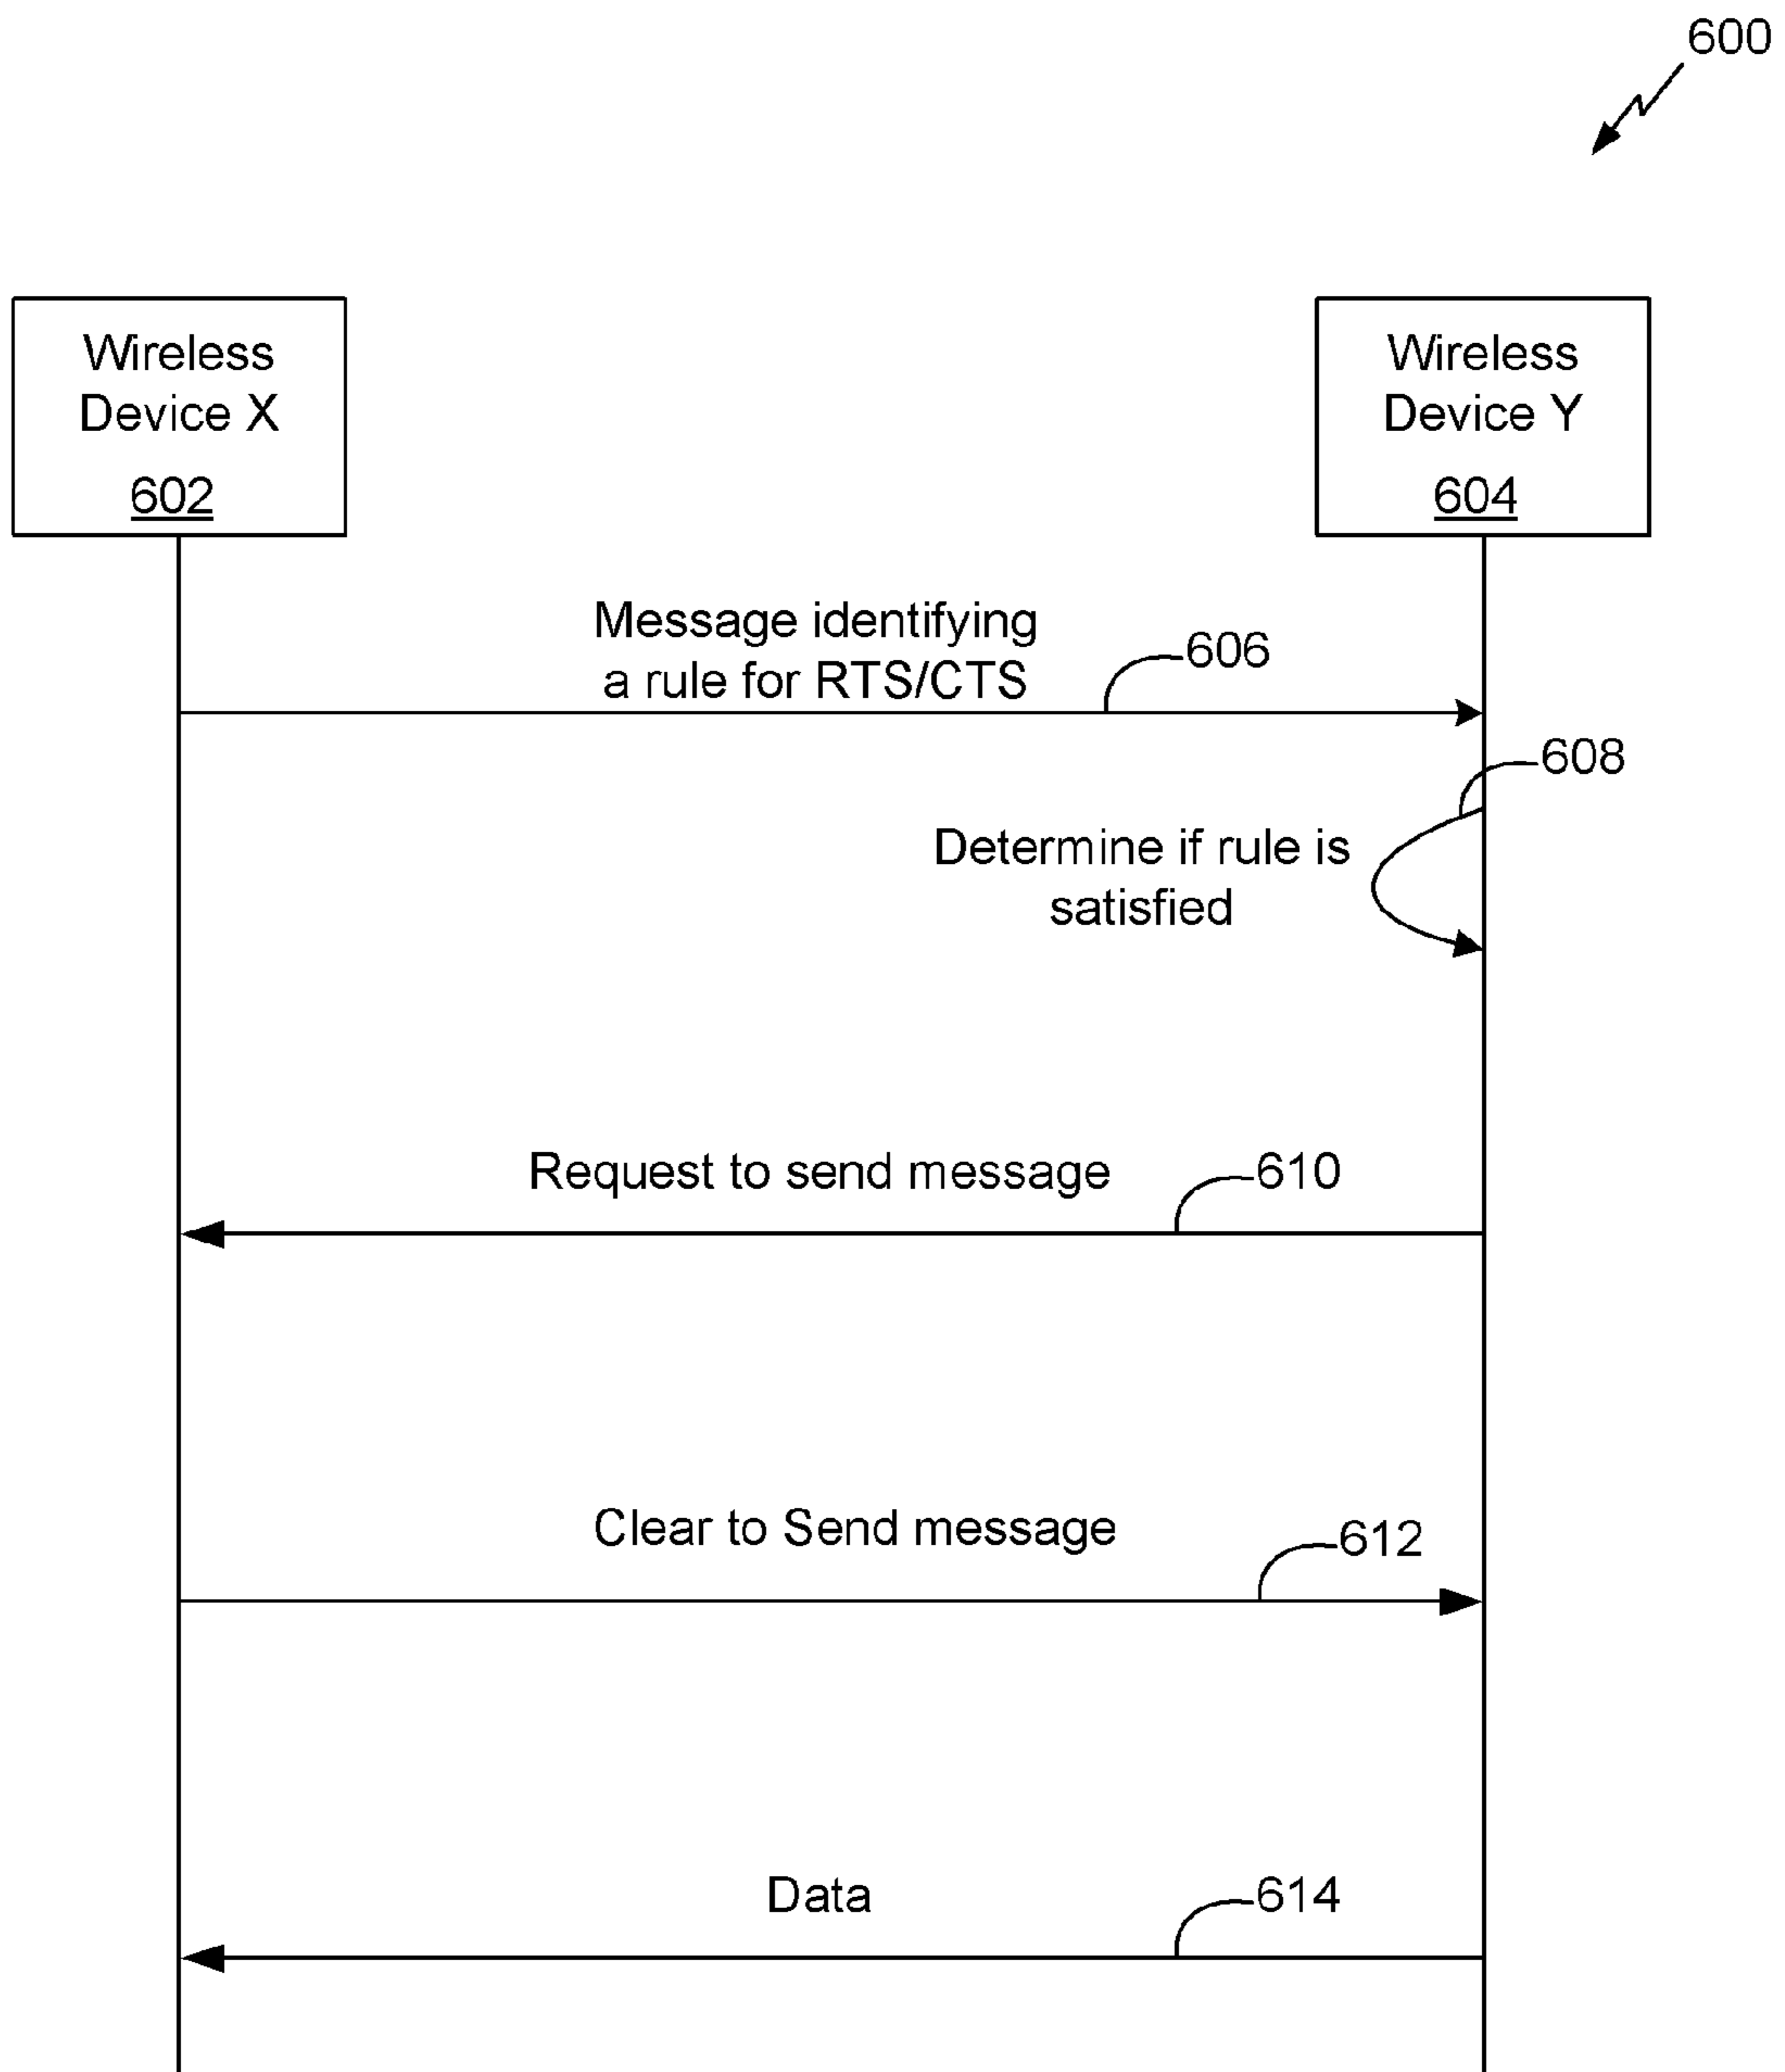 600
Wireless
Device X
602
Wireless
Device Y
604
Message identifying
a rule for RTS/CTS
606
608
Determine if rule is
satisfied
Request to send message
610
Clear to Send message
612
Data
614